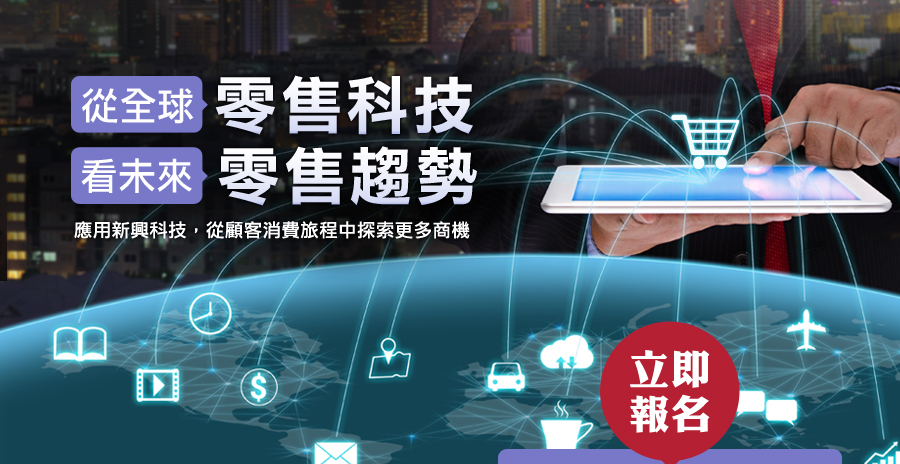 從全球 零售科技
看未來 零售趨勢
應用新興科技，從顧客消費旅程中探索更多商機
$
立即
報名